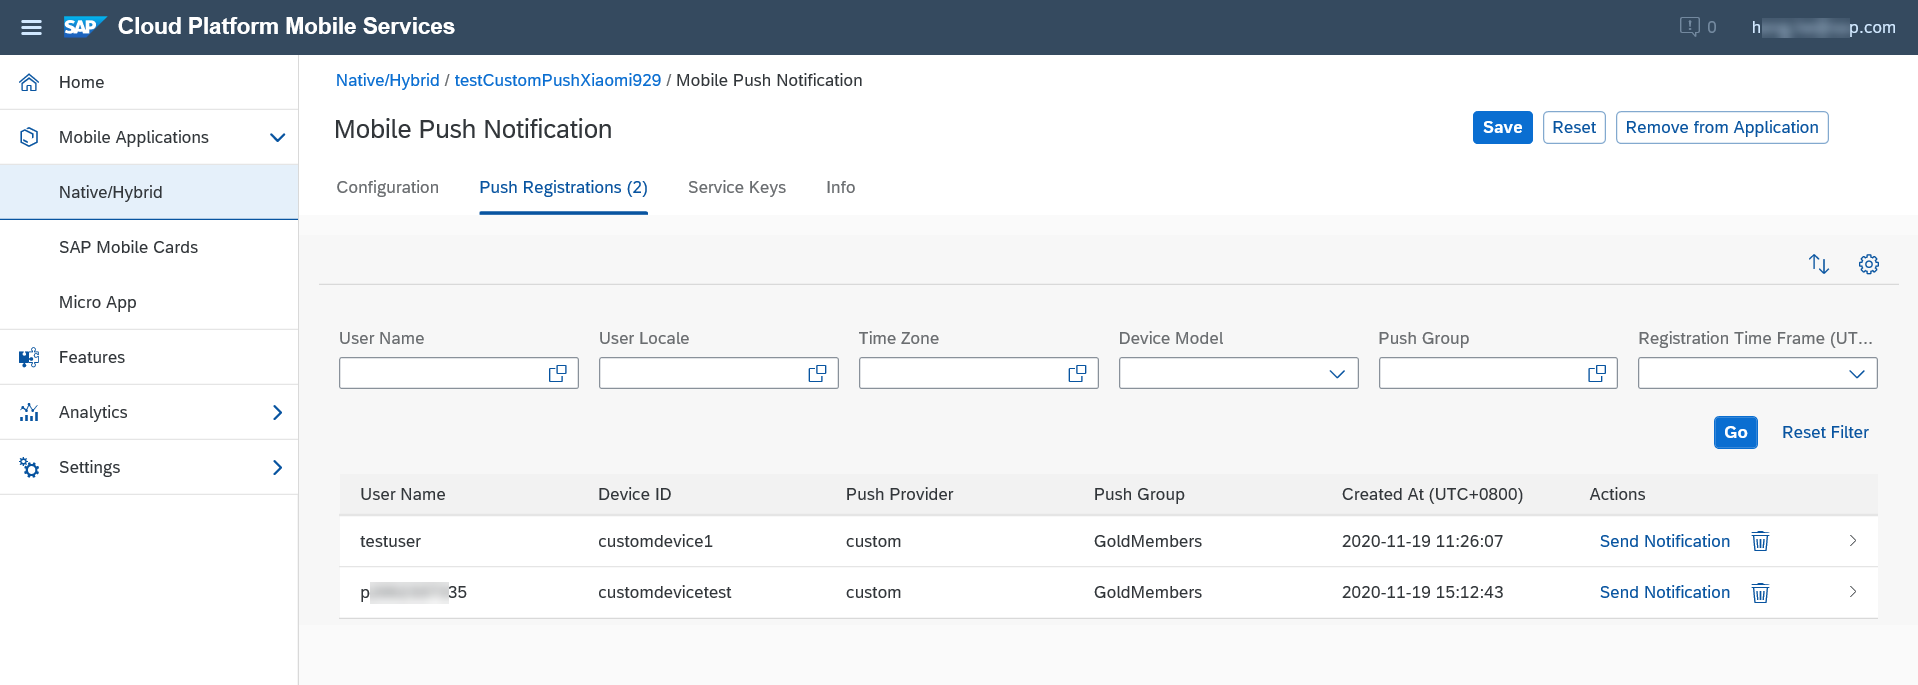 SAP Cloud Platform Mobile Services
0
Home
Mobile Applications
Native/Hybrid
SAP Mobile Cards
Micro App
Features
Analytics
Settings
Native/Hybrid / testCustomPushXiaomi929 / Mobile Push Notification
Mobile Push Notification
Save Reset Remove from Application
Configuration Push Registrations (2) Service Keys Info
User Name User Locale Time Zone Device Model Push Group Registration Time Frame (UT...
Go Reset Filter
User Name Device ID Push Provider Push Group Created At (UTC+0800) Actions
testuser customdevice1 custom GoldMembers 2020-11-19 11:26:07 Send Notification
customdevicetest custom GoldMembers 2020-11-19 15:12:43 Send Notification